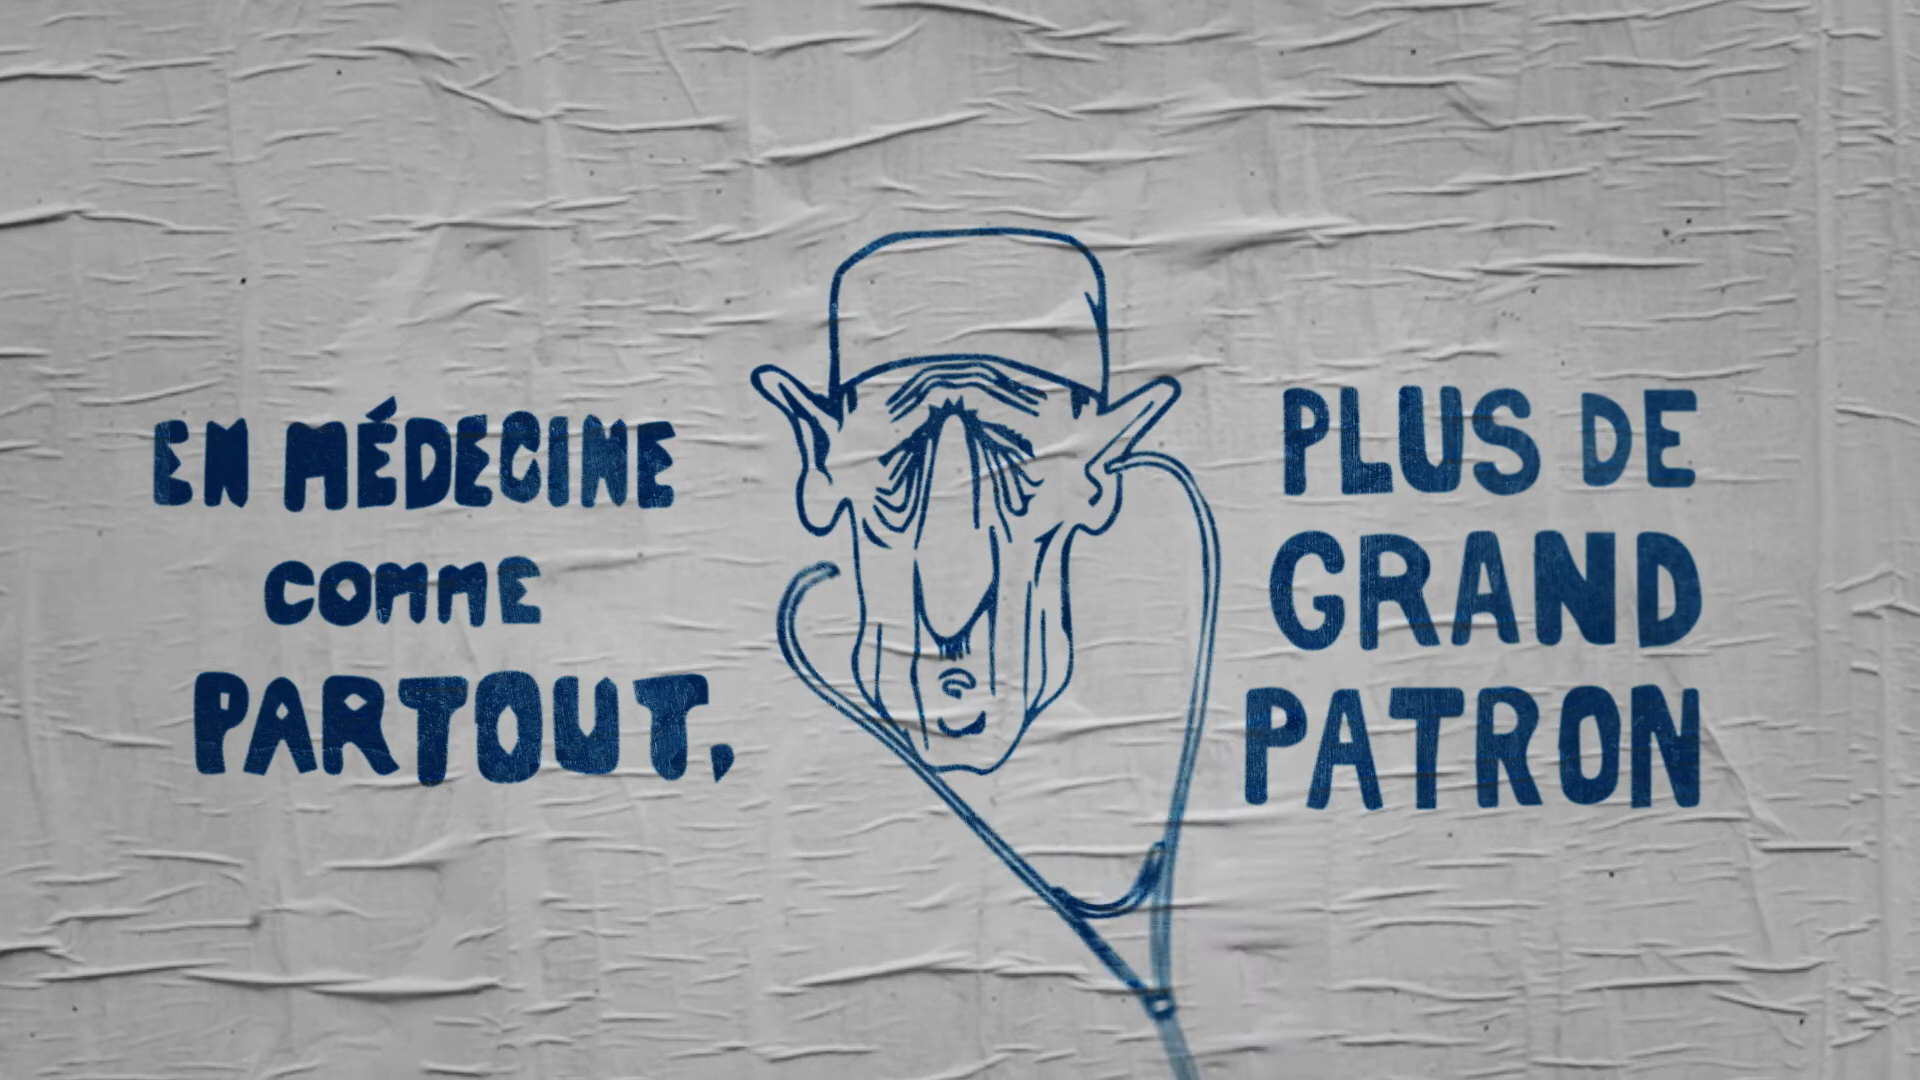 EN MÉDECINE
COMME
PARTOUT,
PLUS DE
GRAND
PATRON